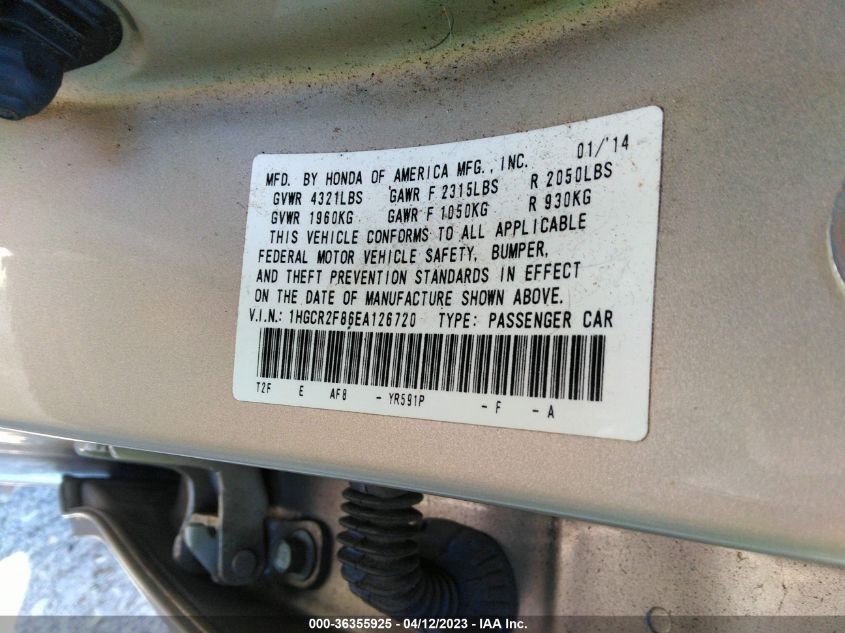 MFD. BY HONDA OF AMERICA MFG., INC. 01/'14
GVWR 4321LBS GAWR F 2315LBS R 2050LBS
GVWR 1960KG GAWR F 1050KG R 930KG
THIS VEHICLE CONFORMS TO ALL APPLICABLE
FEDERAL MOTOR VEHICLE SAFETY, BUMPER,
AND THEFT PREVENTION STANDARDS IN EFFECT
ON THE DATE OF MANUFACTURE SHOWN ABOVE.
V.I.N.: 1HGCR2F86EA126720 TYPE: PASSENGER CAR
T2F E AF8 - YR591P - F - A
000-36355925 - 04/12/2023 - IAA Inc.